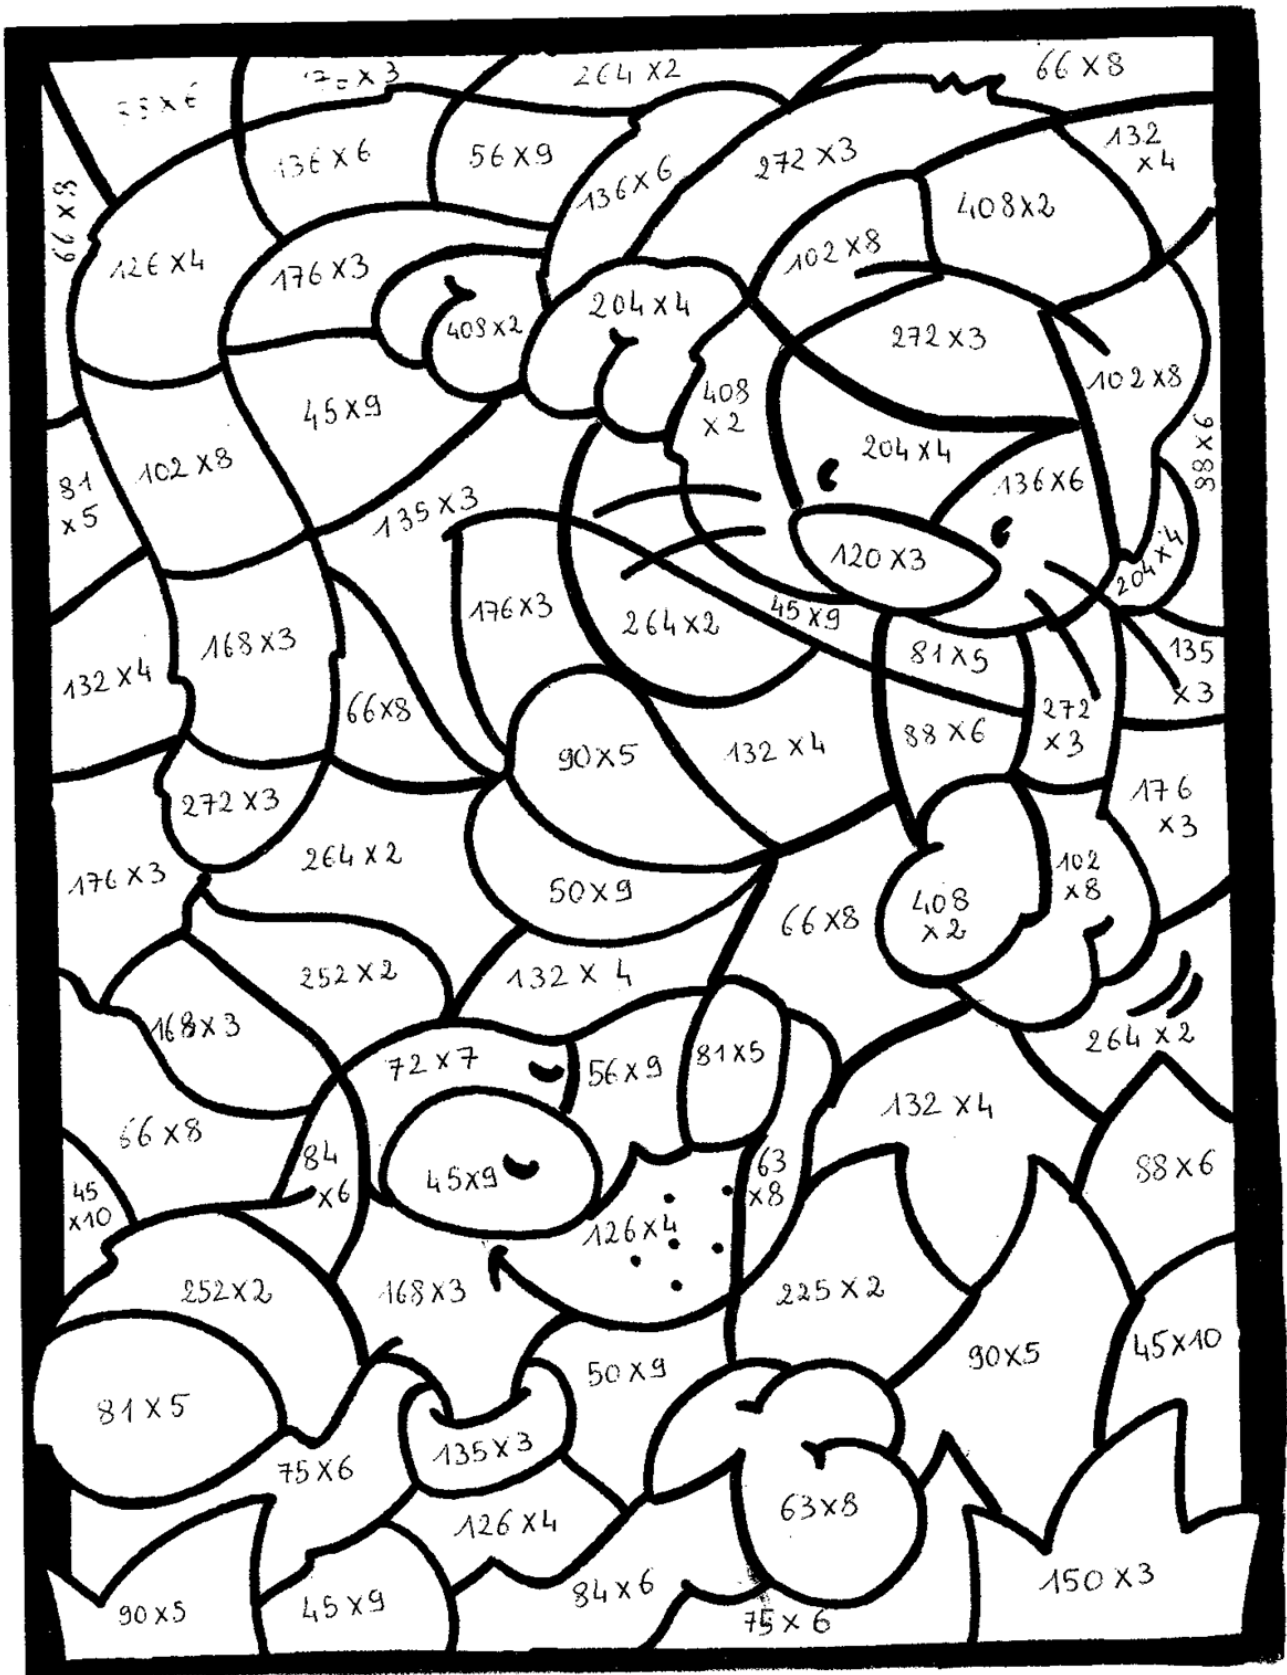 66 x 8
264 x 2
136 x 6
56 x 9
136 x 6
272 x 3
132
x 4
66 x 8
408 x 2
102 x 8
126 x 4
176 x 3
408 x 2
204 x 4
272 x 3
102 x 8
45 x 9
408
x 2
204 x 4
136 x 6
88 x 6
81
x 5
102 x 8
135 x 3
120 x 3
204 x 4
176 x 3
264 x 2
45 x 9
81 x 5
135
x 3
132 x 4
168 x 3
66 x 8
90 x 5
132 x 4
88 x 6
272
x 3
272 x 3
176
x 3
176 x 3
264 x 2
50 x 9
66 x 8
408
x 2
102
x 8
252 x 2
132 x 4
168 x 3
72 x 7
56 x 9
81 x 5
264 x 2
132 x 4
66 x 8
84
x 6
45 x 9
63
x 8
88 x 6
45
x 10
126 x 4
252 x 2
168 x 3
225 x 2
50 x 9
90 x 5
45 x 10
81 x 5
75 x 6
135 x 3
126 x 4
63 x 8
90 x 5
45 x 9
84 x 6
75 x 6
150 x 3